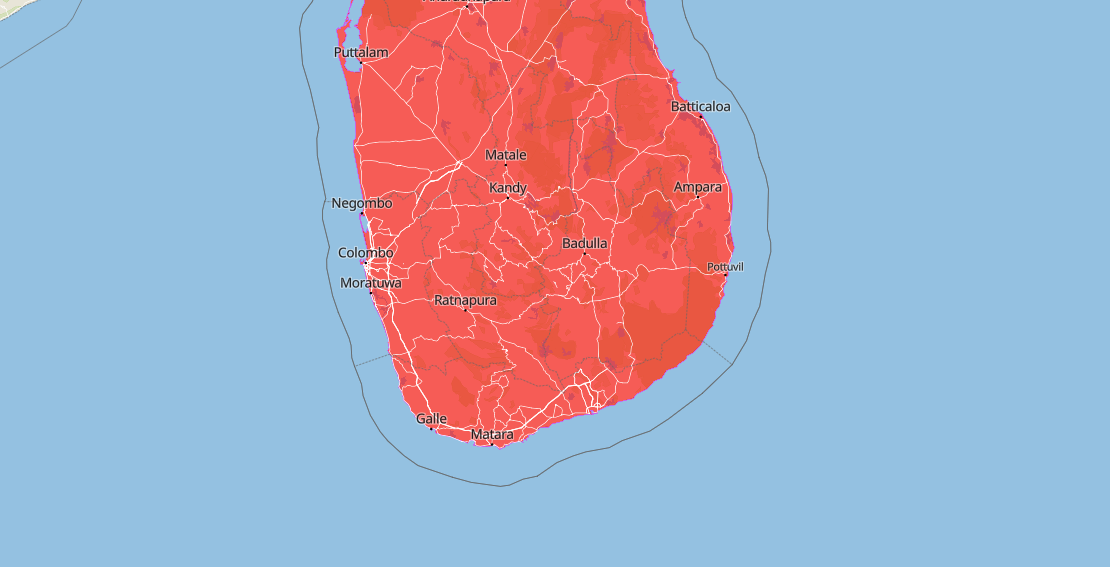 Puttalam
Batticaloa
Matale
Kandy
Ampara
Negombo
Badulla
Colombo
Pottuvil
Moratuwa
Ratnapura
Galle
Matara